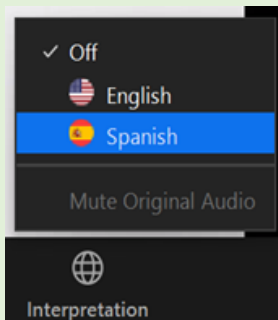 Off
English
Spanish
Mute Original Audio
Interpretation